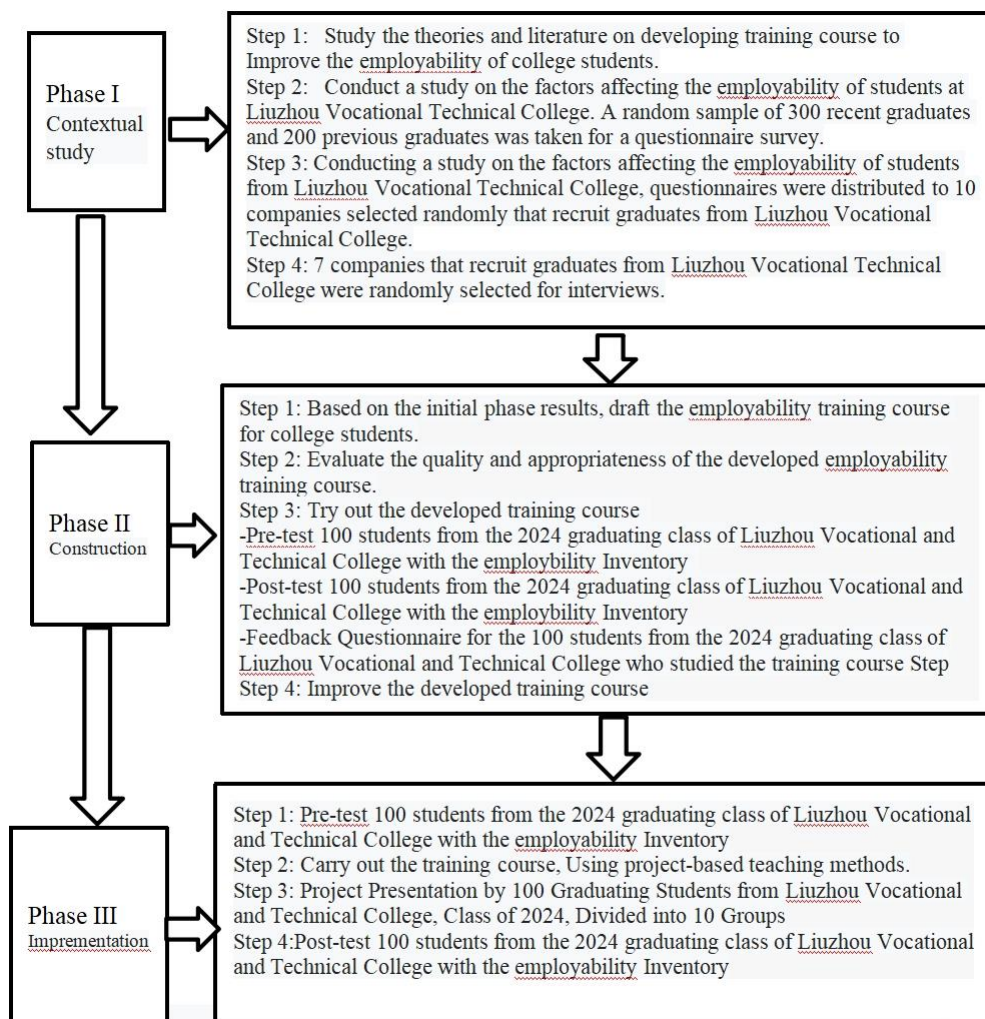 Phase I
Contextual
study
Step 1: Study the theories and literature on developing training course to
Improve the employability of college students.
Step 2: Conduct a study on the factors affecting the employability of students at
Liuzhou Vocational Technical College. A random sample of 300 recent graduates
and 200 previous graduates was taken for a questionnaire survey.
Step 3: Conducting a study on the factors affecting the employability of students
from Liuzhou Vocational Technical College, questionnaires were distributed to 10
companies selected randomly that recruit graduates from Liuzhou Vocational
Technical College.
Step 4: 7 companies that recruit graduates from Liuzhou Vocational Technical
College were randomly selected for interviews.
Phase II
Construction
Step 1: Based on the initial phase results, draft the employability training course
for college students.
Step 2: Evaluate the quality and appropriateness of the developed employability
training course.
Step 3: Try out the developed training course
-Pre-test 100 students from the 2024 graduating class of Liuzhou Vocational and
Technical College with the employbility Inventory
-Post-test 100 students from the 2024 graduating class of Liuzhou Vocational and
Technical College with the employbility Inventory
-Feedback Questionnaire for the 100 students from the 2024 graduating class of
Liuzhou Vocational and Technical College who studied the training course Step
Step 4: Improve the developed training course
Phase III
Imprementation
Step 1: Pre-test 100 students from the 2024 graduating class of Liuzhou Vocational
and Technical College with the employability Inventory
Step 2: Carry out the training course, Using project-based teaching methods.
Step 3: Project Presentation by 100 Graduating Students from Liuzhou Vocational
and Technical College, Class of 2024, Divided into 10 Groups
Step 4:Post-test 100 students from the 2024 graduating class of Liuzhou Vocational
and Technical College with the employability Inventory